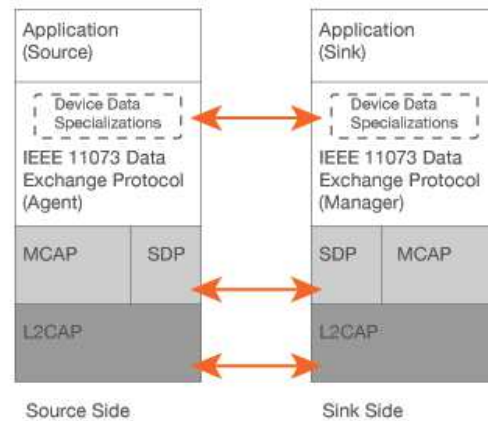 Application
(Source)
Device Data
Specializations
IEEE 11073 Data
Exchange Protocol
(Agent)
MCAP
SDP
L2CAP
Source Side
Application
(Sink)
Device Data
Specializations
IEEE 11073 Data
Exchange Protocol
(Manager)
SDP
MCAP
L2CAP
Sink Side